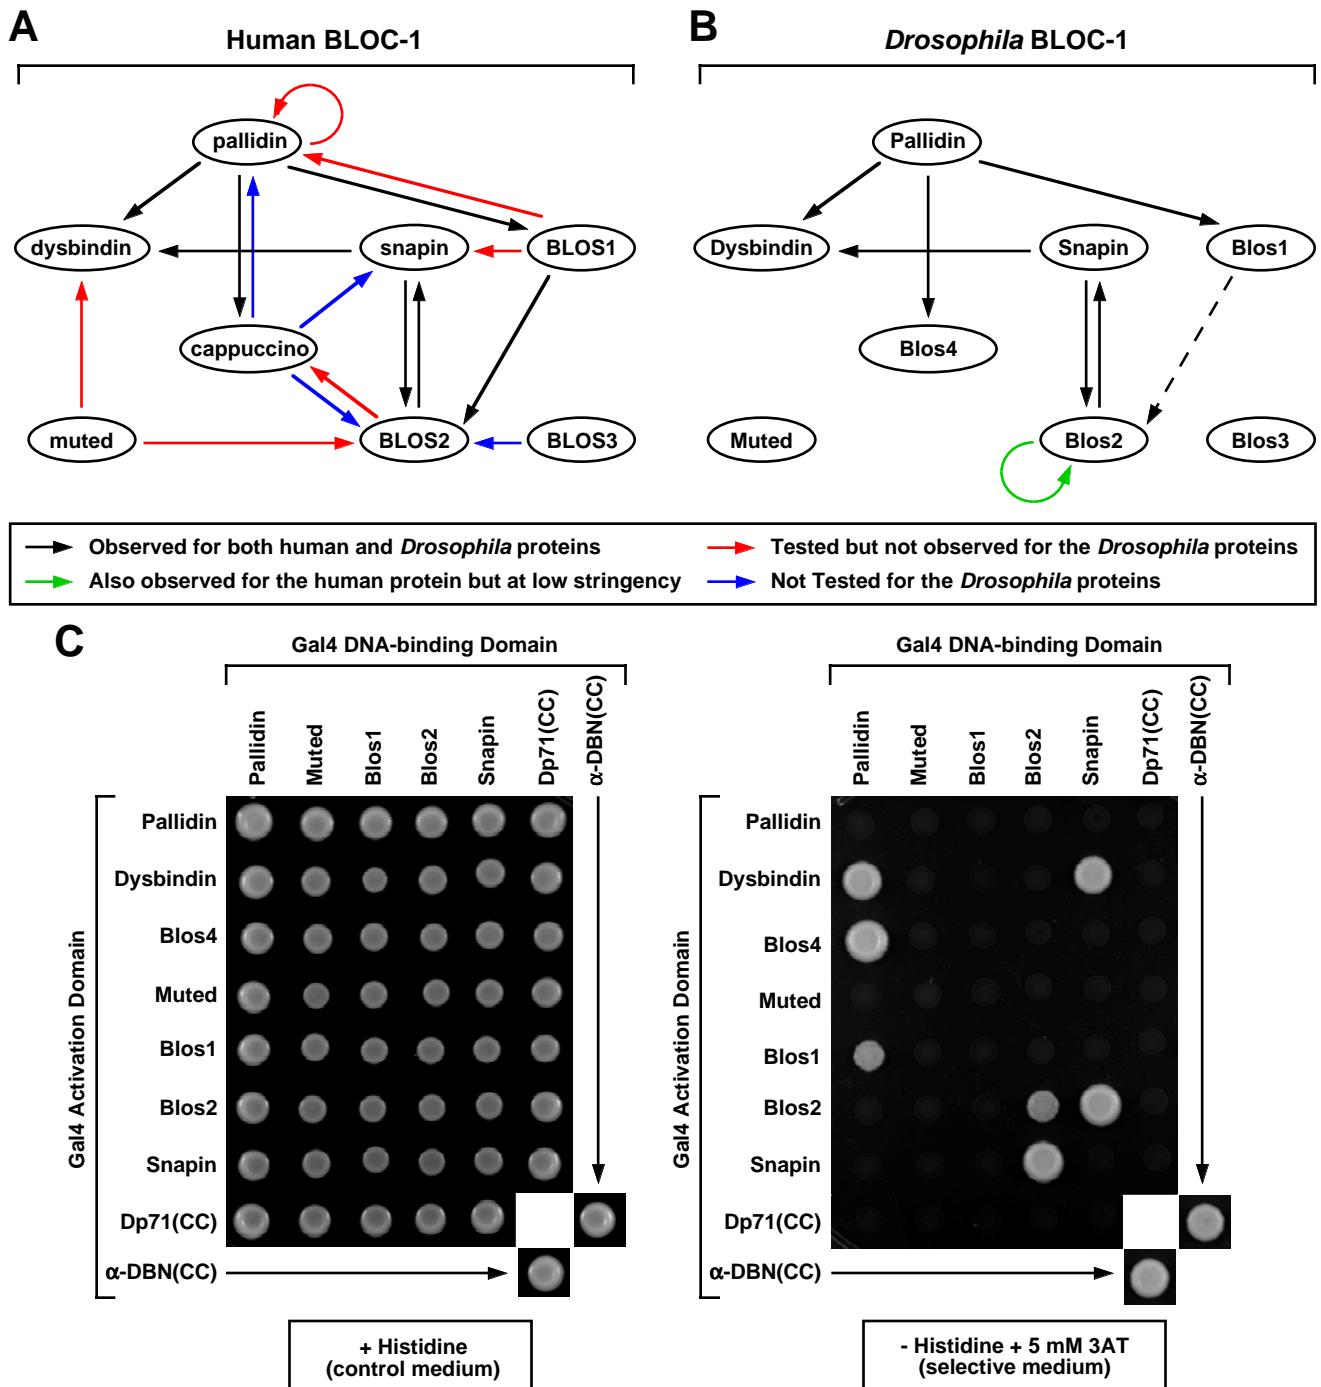 A
Human BLOC-1
pallidin
dysbindin
snapin
BLOS1
cappuccino
muted
BLOS2
BLOS3
B
Drosophila BLOC-1
Pallidin
Dysbindin
Snapin
Blos1
Blos4
Muted
Blos2
Blos3
Observed for both human and Drosophila proteins
Tested but not observed for the Drosophila proteins
Also observed for the human protein but at low stringency
Not Tested for the Drosophila proteins
C
Gal4 DNA-binding Domain
Pallidin
Muted
Blos1
Blos2
Snapin
Dp71(CC)
α-DBN(CC)
Gal4 Activation Domain
Pallidin
Dysbindin
Blos4
Muted
Blos1
Blos2
Snapin
Dp71(CC)
α-DBN(CC)
+ Histidine
(control medium)
Gal4 DNA-binding Domain
Pallidin
Muted
Blos1
Blos2
Snapin
Dp71(CC)
α-DBN(CC)
Gal4 Activation Domain
Pallidin
Dysbindin
Blos4
Muted
Blos1
Blos2
Snapin
Dp71(CC)
α-DBN(CC)
- Histidine + 5 mM 3AT
(selective medium)